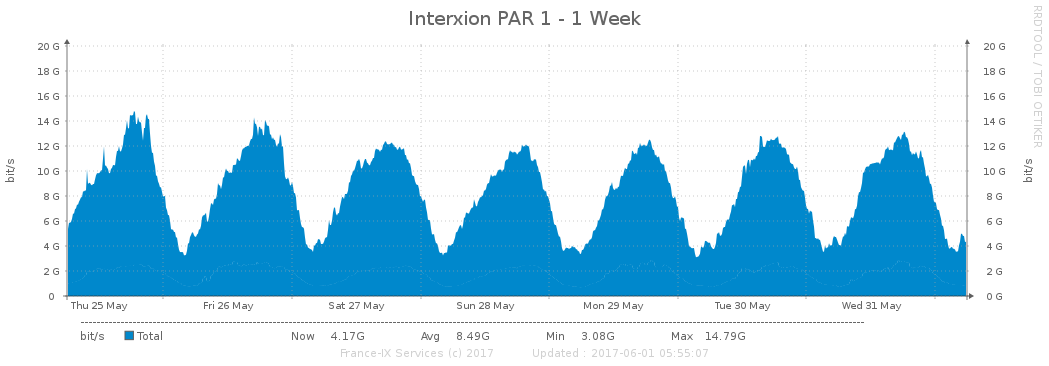 Interxion PAR 1 - 1 Week
RRDTOOL / TOBI OETIKER
bit/s
bit/s
20 G 20 G
18 G 18 G
16 G 16 G
14 G 14 G
12 G 12 G
10 G 10 G
8 G 8 G
6 G 6 G
4 G 4 G
2 G 2 G
0 0 G
Thu 25 May Fri 26 May Sat 27 May Sun 28 May Mon 29 May Tue 30 May Wed 31 May
bit/s Total Now 4.17G Avg 8.49G Min 3.08G Max 14.79G
France-IX Services (c) 2017 Updated : 2017-06-01 05:55:07